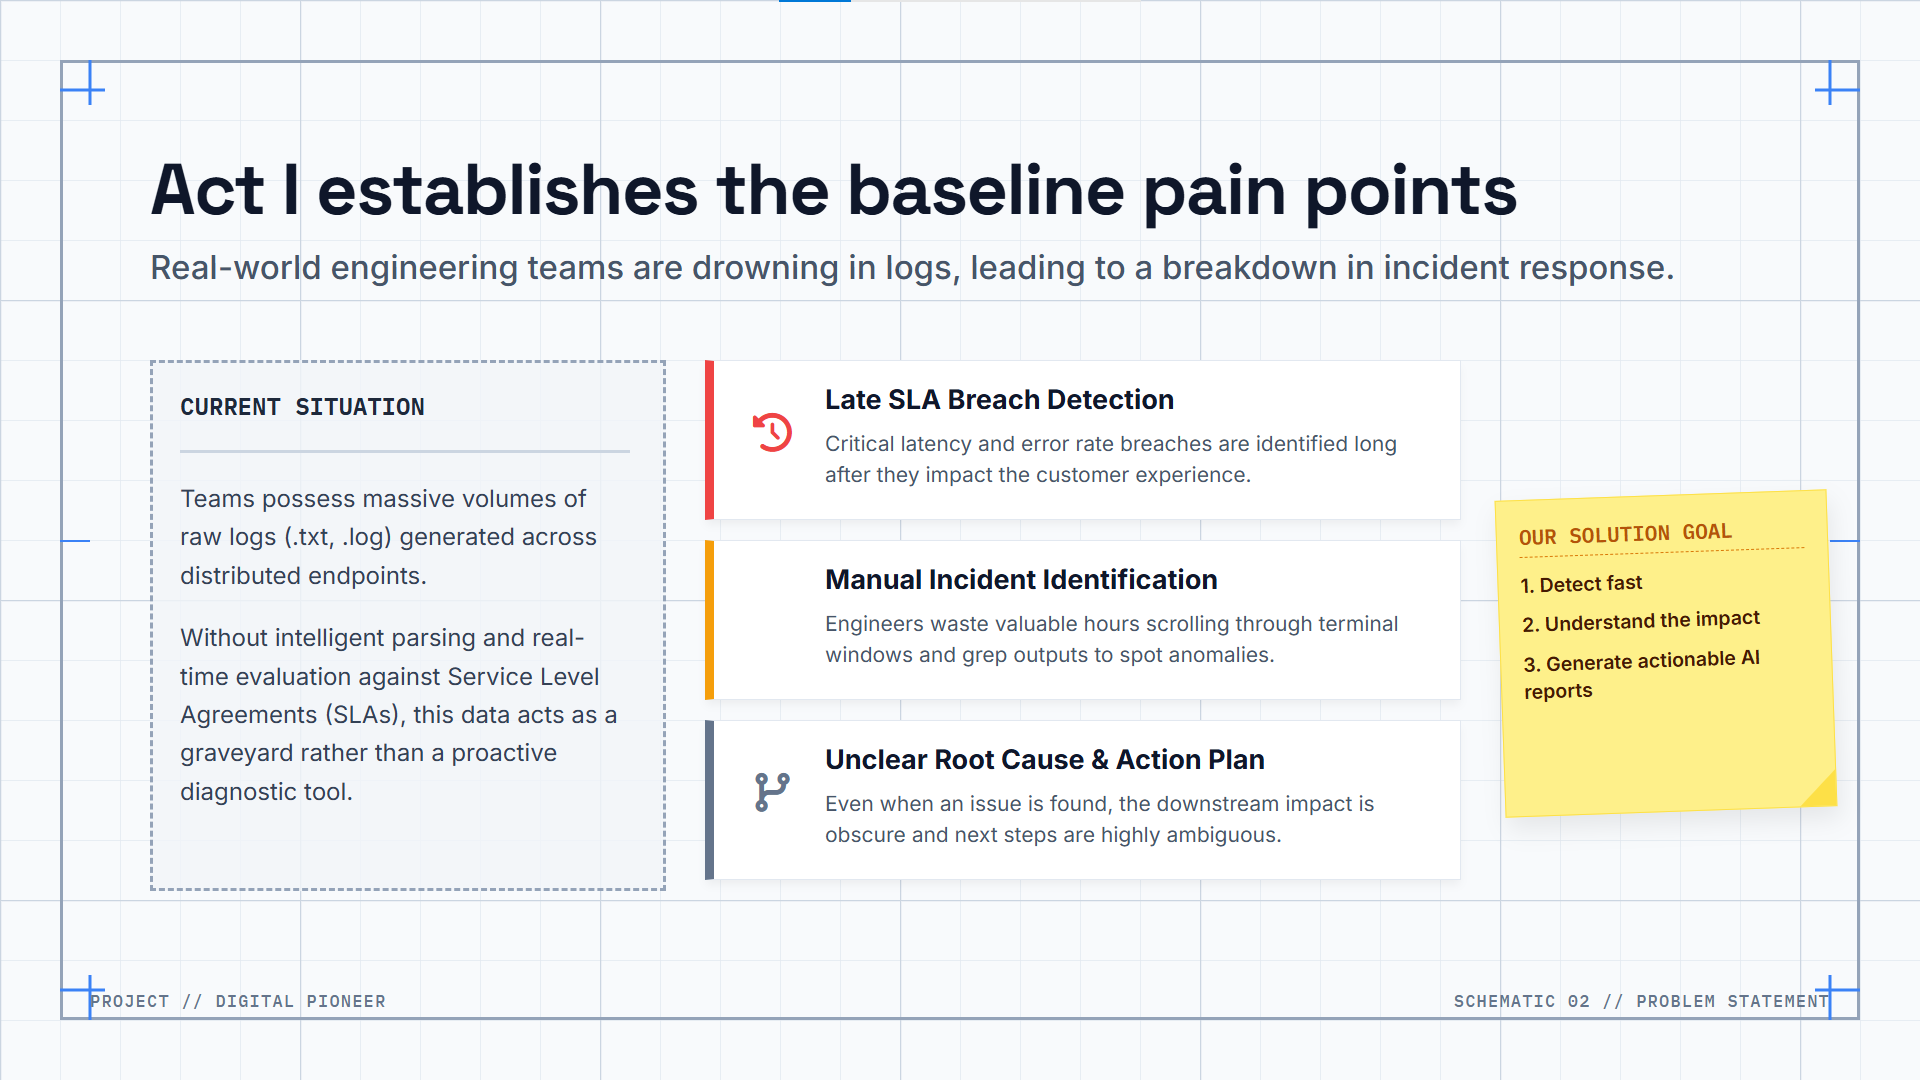 Act I establishes the baseline pain points
Real-world engineering teams are drowning in logs, leading to a breakdown in incident response.
CURRENT SITUATION
Teams possess massive volumes of
raw logs (.txt, .log) generated across
distributed endpoints.
Without intelligent parsing and real-
time evaluation against Service Level
Agreements (SLAs), this data acts as a
graveyard rather than a proactive
diagnostic tool.
Late SLA Breach Detection
Critical latency and error rate breaches are identified long
after they impact the customer experience.
Manual Incident Identification
Engineers waste valuable hours scrolling through terminal
windows and grep outputs to spot anomalies.
Unclear Root Cause & Action Plan
Even when an issue is found, the downstream impact is
obscure and next steps are highly ambiguous.
OUR SOLUTION GOAL
1. Detect fast
2. Understand the impact
3. Generate actionable AI
reports
PROJECT // DIGITAL PIONEER
SCHEMATIC 02 // PROBLEM STATEMENT